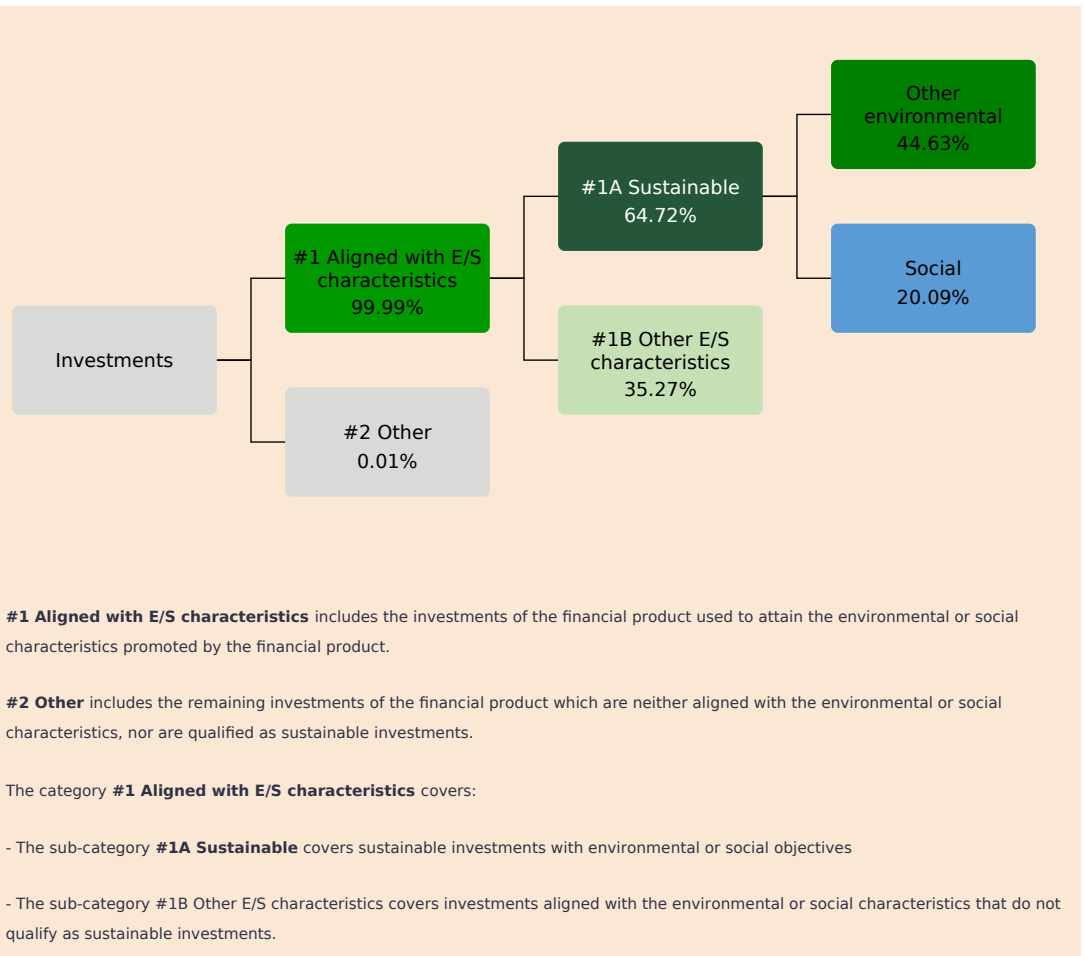 Other
environmental
44.63%
#1A Sustainable
64.72%
#1 Aligned with E/S
characteristics
99.99%
Social
20.09%
Investments
#1B Other E/S
characteristics
35.27%
#2 Other
0.01%
#1 Aligned with E/S characteristics includes the investments of the financial product used to attain the environmental or social
characteristics promoted by the financial product.
#2 Other includes the remaining investments of the financial product which are neither aligned with the environmental or social
characteristics, nor are qualified as sustainable investments.
The category #1 Aligned with E/S characteristics covers:
- The sub-category #1A Sustainable covers sustainable investments with environmental or social objectives
- The sub-category #1B Other E/S characteristics covers investments aligned with the environmental or social characteristics that do not
qualify as sustainable investments.